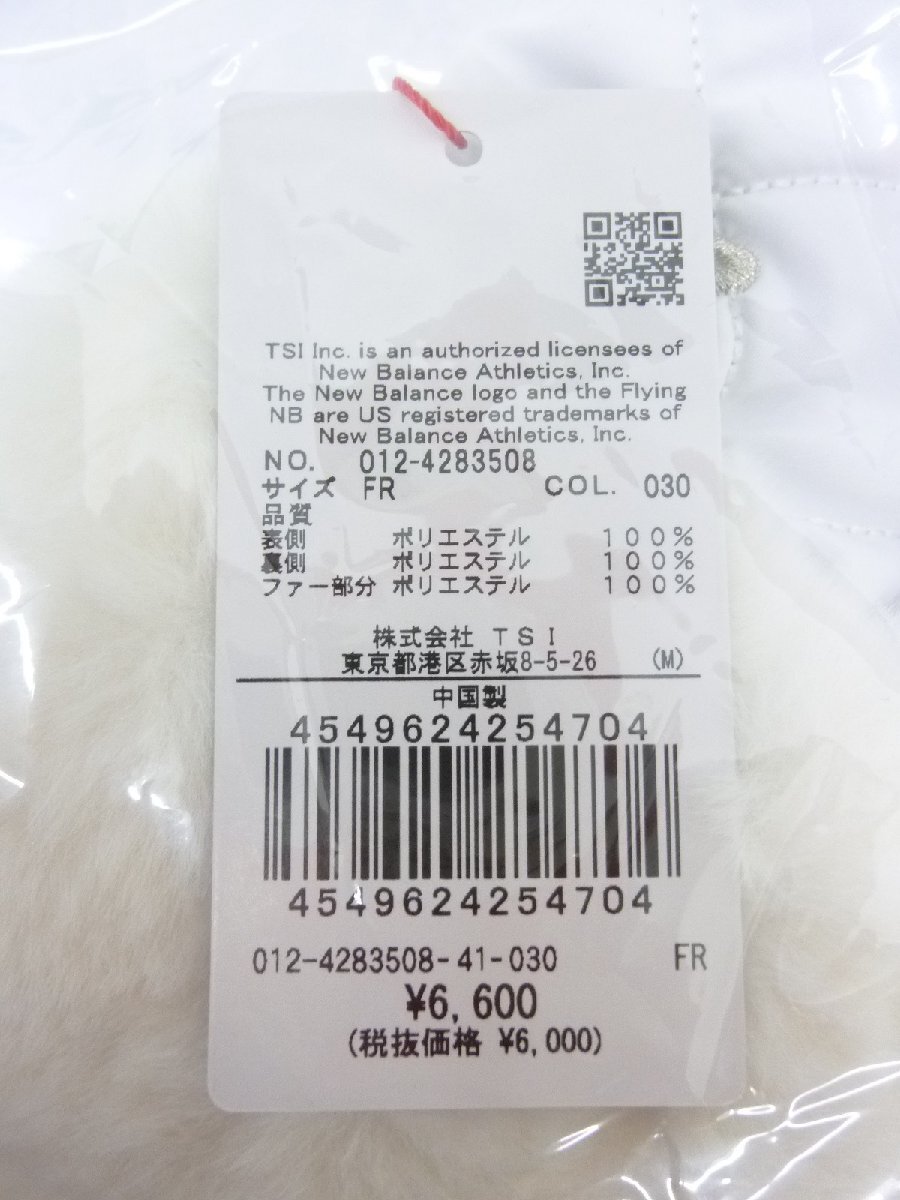 TSI Inc. is an authorized licensees of
New Balance Athletics, Inc.
The New Balance logo and the Flying
NB are US registered trademarks of
New Balance Athletics, Inc.
NO. 012-4283508
サイズ FR COL. 030
品質
表側 ポリエステル 100%
裏側 ポリエステル 100%
ファー部分 ポリエステル 100%
株式会社 TSI
東京都港区赤坂8-5-26 (M)
中国製
4549624254704
4549624254704
012-4283508-41-030 FR
¥6,600
(税抜価格 ¥6,000)